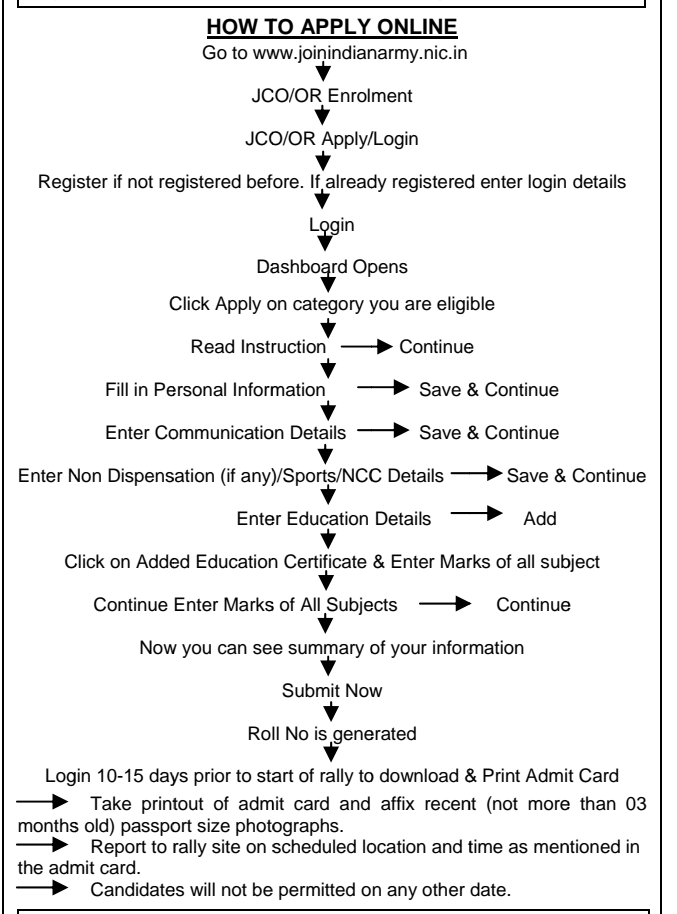 HOW TO APPLY ONLINE
Go to www.joinindianarmy.nic.in
JCO/OR Enrolment
JCO/OR Apply/Login
Register if not registered before. If already registered enter login details
Login
Dashboard Opens
Click Apply on category you are eligible
Read Instruction Continue
Fill in Personal Information Save & Continue
Enter Communication Details Save & Continue
Enter Non Dispensation (if any)/Sports/NCC Details Save & Continue
Enter Education Details Add
Click on Added Education Certificate & Enter Marks of all subject
Continue Enter Marks of All Subjects Continue
Now you can see summary of your information
Submit Now
Roll No is generated
Login 10-15 days prior to start of rally to download & Print Admit Card
Take printout of admit card and affix recent (not more than 03
months old) passport size photographs.
Report to rally site on scheduled location and time as mentioned in
the admit card.
Candidates will not be permitted on any other date.